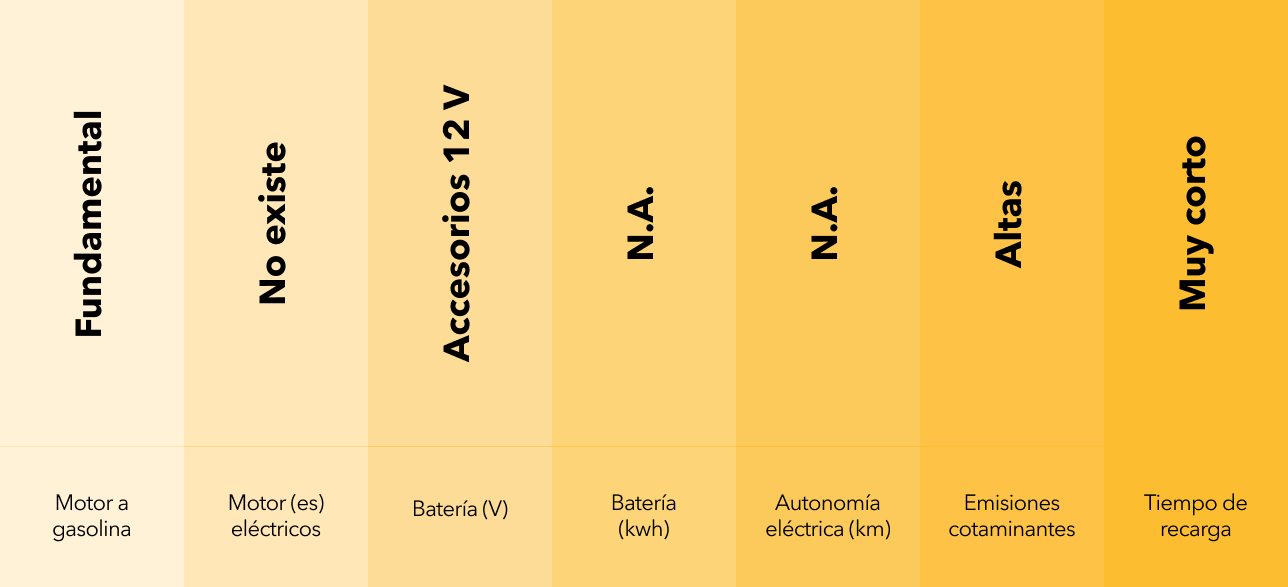 Fundamental
No existe
Accesorios 12 V
N.A.
N.A.
Altas
Muy corto
Motor a
gasolina
Motor (es)
eléctricos
Batería (V)
Batería
(kwh)
Autonomía
eléctrica (km)
Emisiones
cotaminantes
Tiempo de
recarga